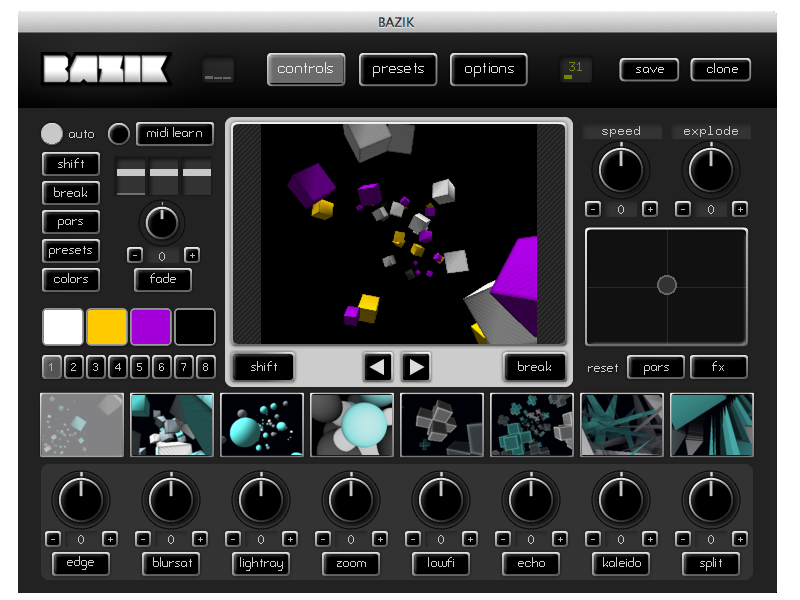 BAZIK
BAZIK controls presets options 31 save clone
auto midi learn speed explode
shift
break
pars
presets
colors
0
fade
- 0 +
- 0 +
1 2 3 4 5 6 7 8
shift break
reset pars fx
- 0 + - 0 + - 0 + - 0 + - 0 + - 0 + - 0 + - 0 +
edge blursat lightray zoom lowfi echo kaleido split